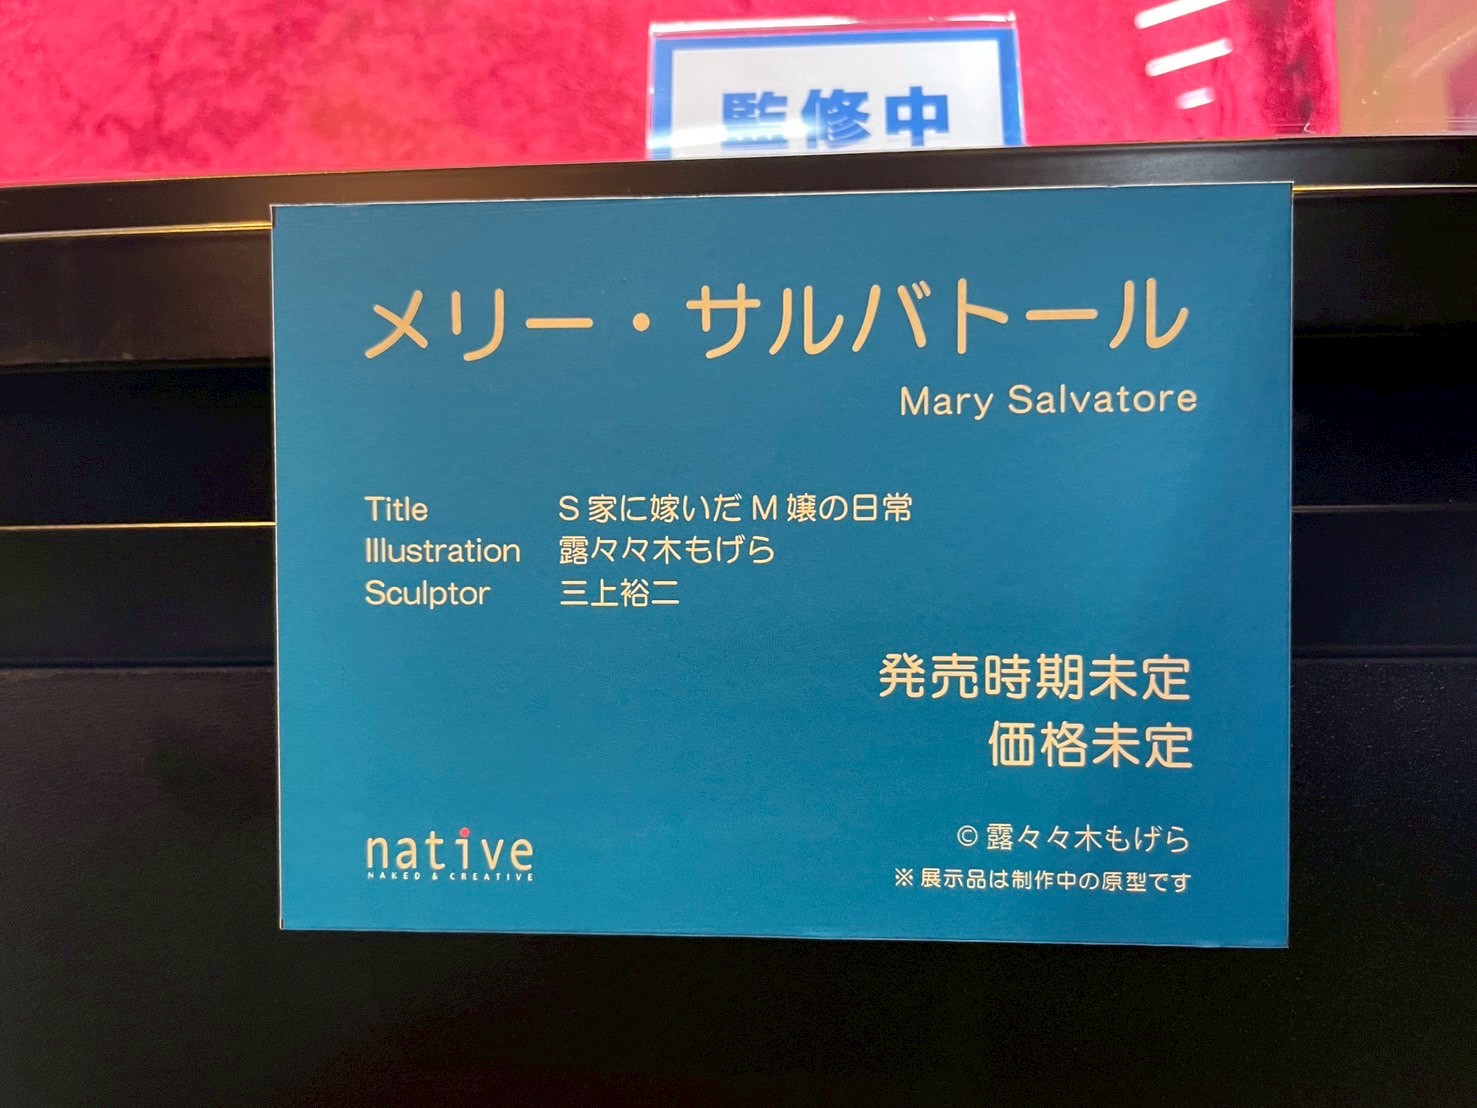 監修中
メリー・サルバトール
Mary Salvatore
Title S家に嫁いだM嬢の日常
Illustration 露々々木もげら
Sculptor 三上裕二
発売時期未定
価格未定
native
NAKED & CREATIVE
© 露々々木もげら
※展示品は制作中の原型です